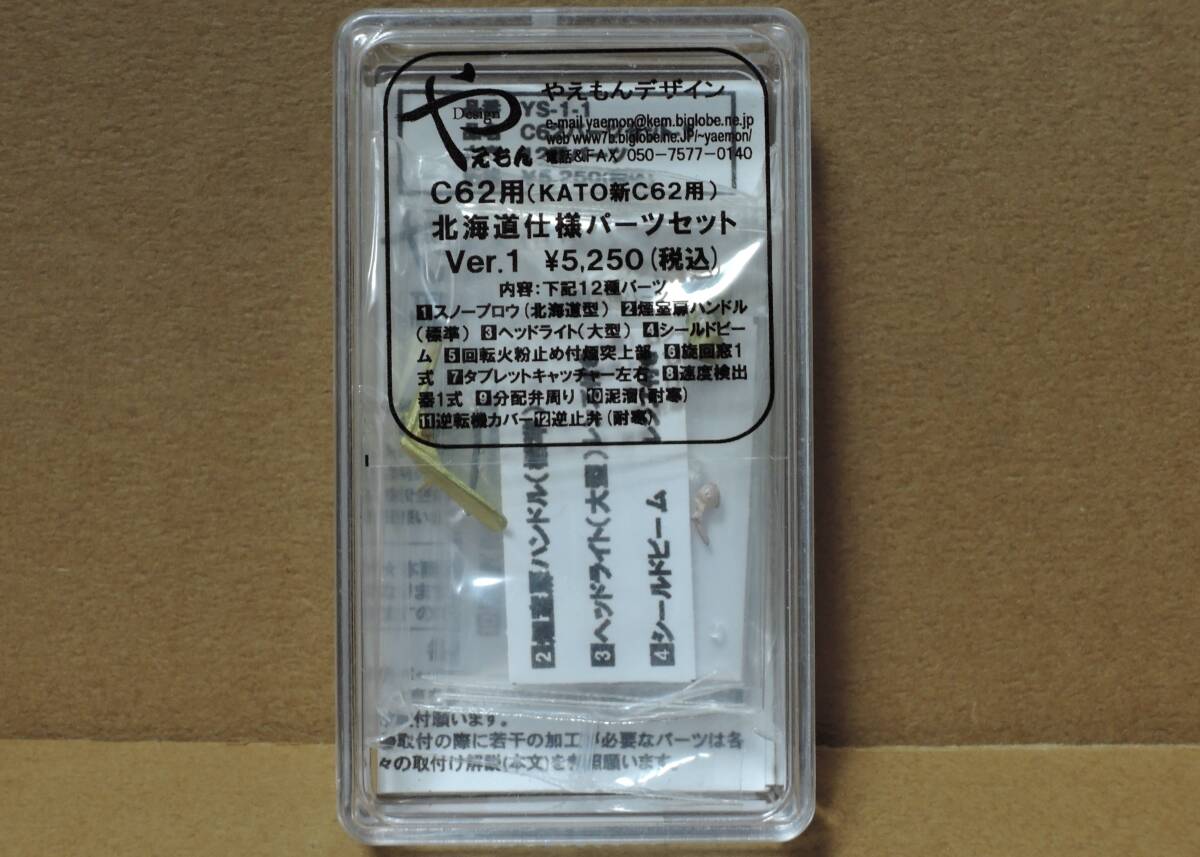 や
Design
えもん
やえもんデザイン
e-mail yaemon@kem.biglobe.ne.jp
web www7b.biglobe.ne.JP/~yaemon/
電話&FAX 050-7577-0140
YS-1-1
C62用(KATO新C62用)
北海道仕様パーツセット
Ver.1 ¥5,250(税込)
内容:下記12種パーツ
1スノープロウ(北海道型) 2煙室扉ハンドル
(標準) 3ヘッドライト(大型) 4シールドビー
ム 5回転火粉止め付煙突上部 6旋回窓1
式 7タブレットキャッチャー左右 8速度検出
器1式 9分配弁周り 10泥溜(耐寒)
11逆転機カバー12逆止弁(耐寒)
2煙室扉ハンドル(
3ヘッドライト(大型)
4シールドビーム
付願います。
取付の際に若干の加工が必要なパーツは各
々の取付け解説(本文)を
願います。